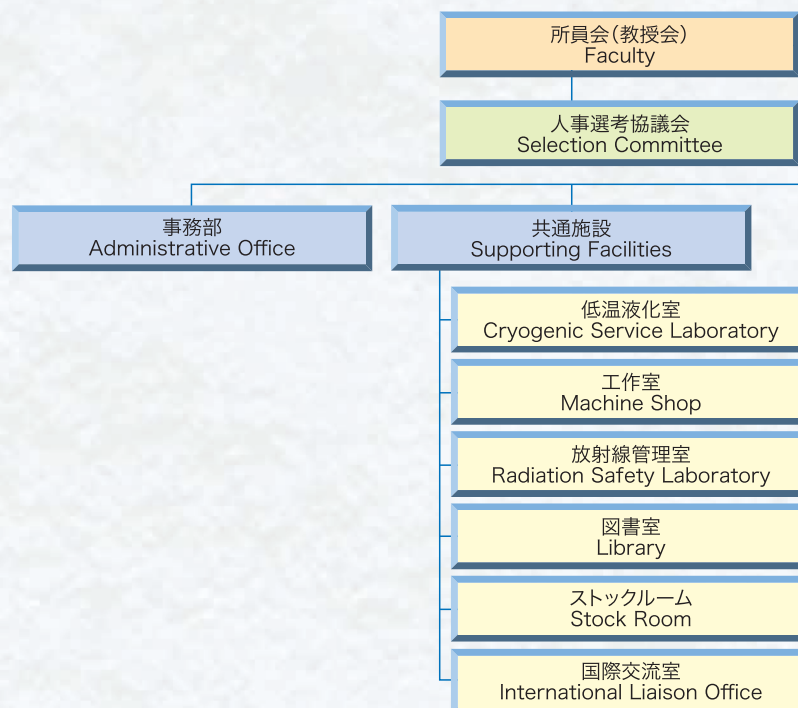 所員会(教授会)
Faculty
人事選考協議会
Selection Committee
事務部
Administrative Office
共通施設
Supporting Facilities
低温液化室
Cryogenic Service Laboratory
工作室
Machine Shop
放射線管理室
Radiation Safety Laboratory
図書室
Library
ストックルーム
Stock Room
国際交流室
International Liaison Office